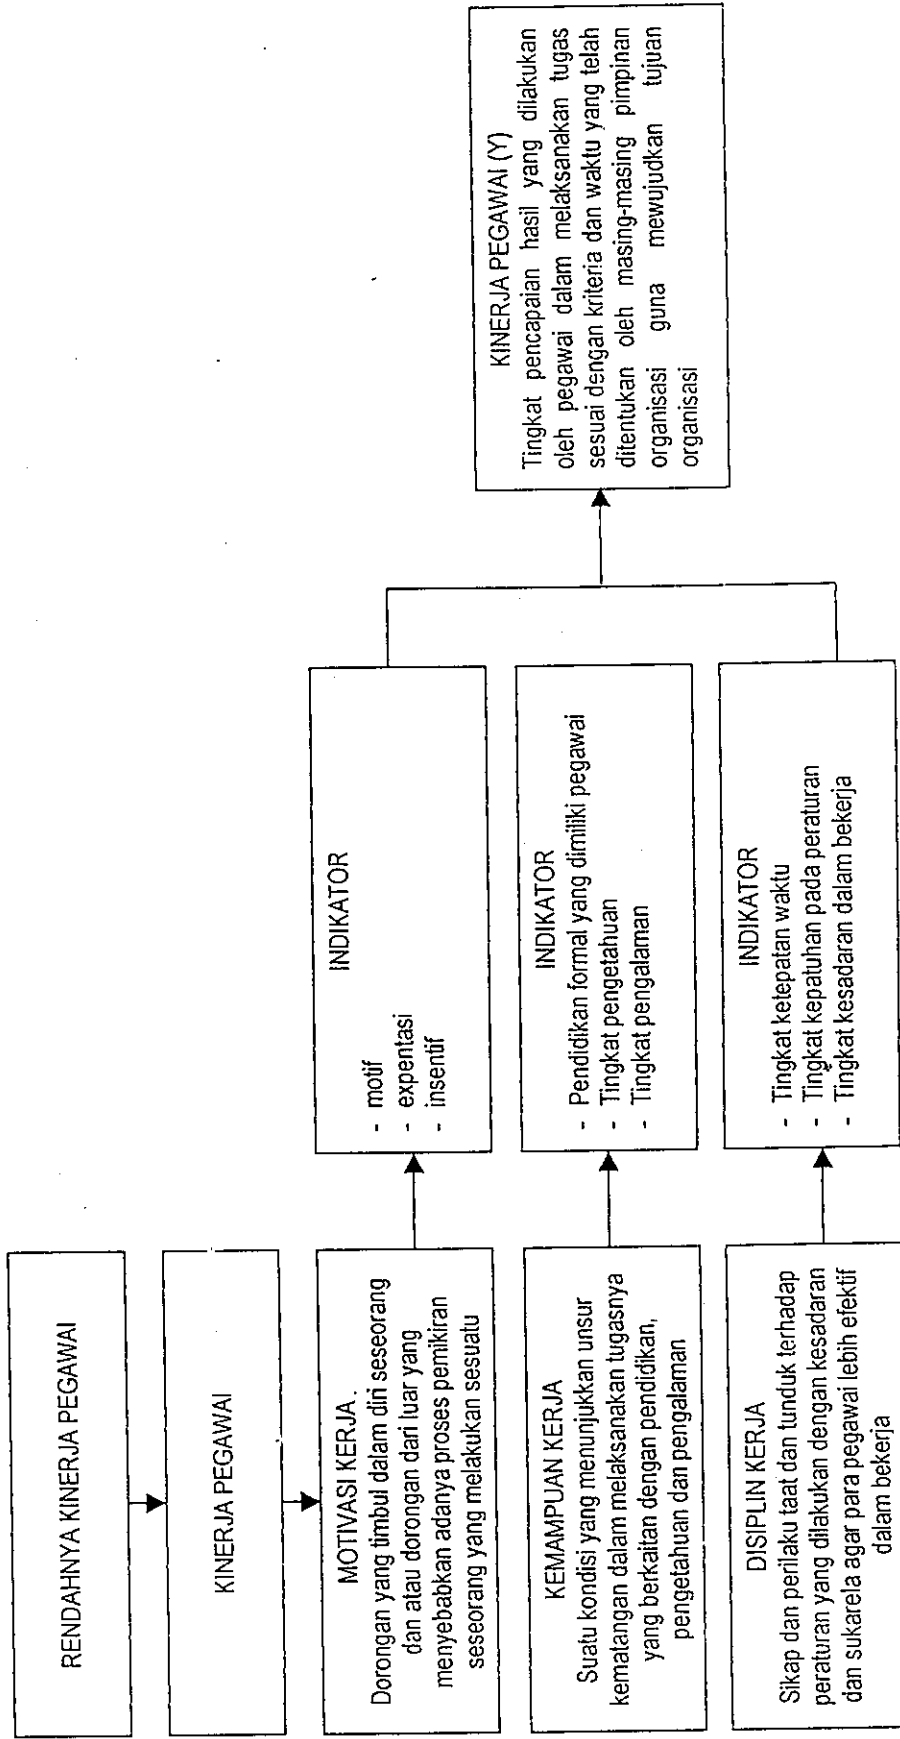 RENDAHNYA KINERJA PEGAWAI
KINERJA PEGAWAI
MOTIVASI KERJA.
Dorongan yang timbul dalam diri seseorang
dan atau dorongan dari luar yang
menyebabkan adanya proses pemikiran
seseorang yang melakukan sesuatu
INDIKATOR
- motif
- expentasi
- insentif
KEMAMPUAN KERJA
Suatu kondisi yang menunjukkan unsur
kematangan dalam melaksanakan tugasnya
yang berkaitan dengan pendidikan,
pengetahuan dan pengalaman
INDIKATOR
- Pendidikan formal yang dimiliki pegawai
- Tingkat pengetahuan
- Tingkat pengalaman
DISIPLIN KERJA
Sikap dan perilaku taat dan tunduk terhadap
peraturan yang dilakukan dengan kesadaran
dan sukarela agar para pegawai lebih efektif
dalam bekerja
INDIKATOR
- Tingkat ketepatan waktu
- Tingkat kepatuhan pada peraturan
- Tingkat kesadaran dalam bekerja
KINERJA PEGAWAI (Y)
Tingkat pencapaian hasil yang dilakukan
oleh pegawai dalam melaksanakan tugas
sesuai dengan kriteria dan waktu yang telah
ditentukan oleh masing-masing pimpinan
organisasi guna mewujudkan tujuan
organisasi